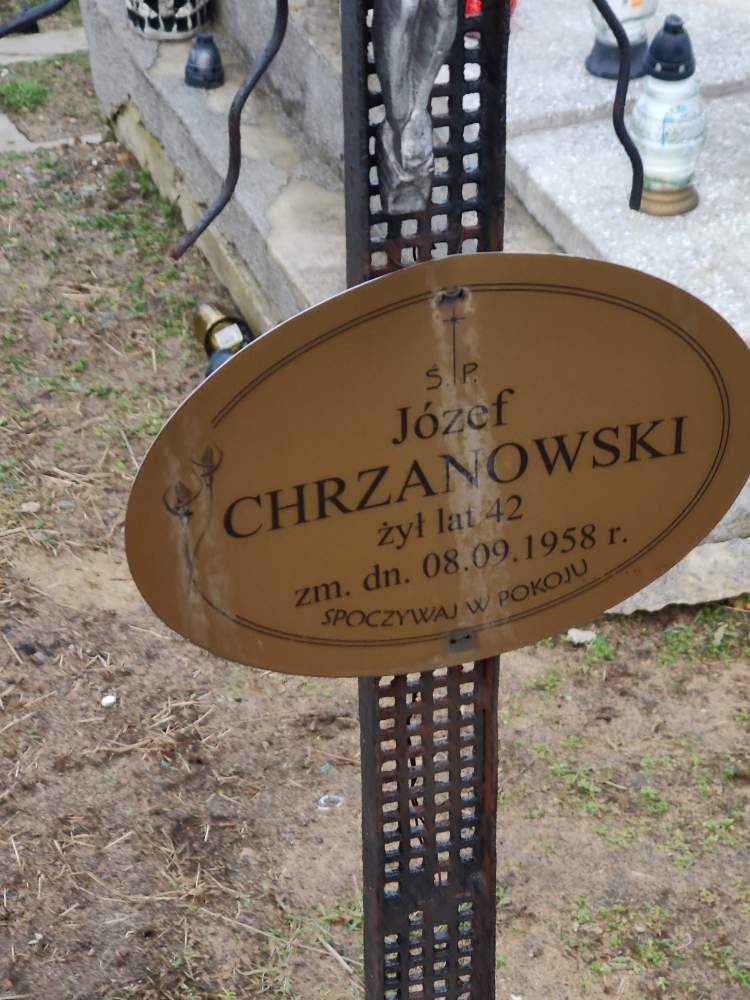 Ś. P.
Józef
CHRZANOWSKI
żył lat 42
zm. dn. 08.09.1958 r.
SPOCZYWAJ W POKOJU